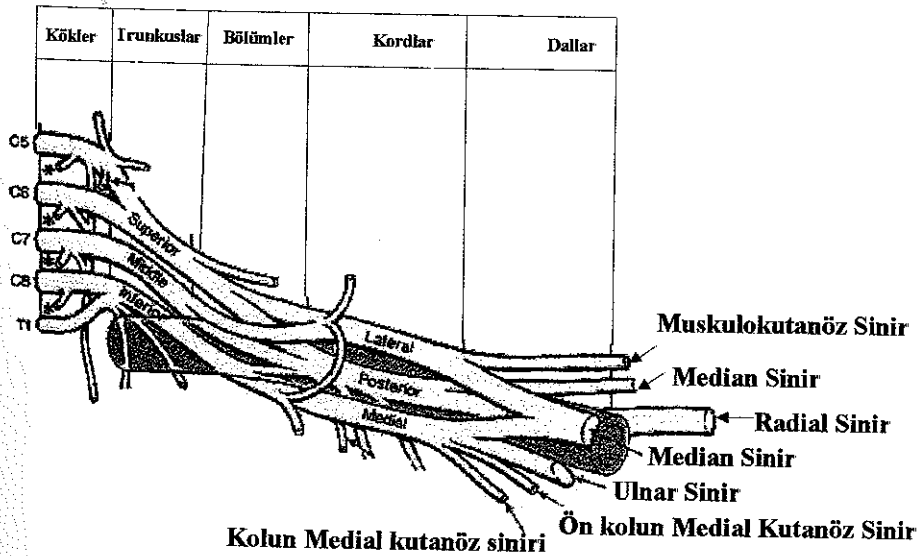 Kökler Irunkuslar Bölümler Kordlar Dallar
C5
C6
C7
C8
T1
Superior
Middle
Inferio
Lateral
Posterior
Medial
Muskulokutanöz Sinir
Median Sinir
Radial Sinir
Median Sinir
Ulnar Sinir
Ön kolun Medial Kutanöz Sinir
Kolun Medial kutanöz siniri